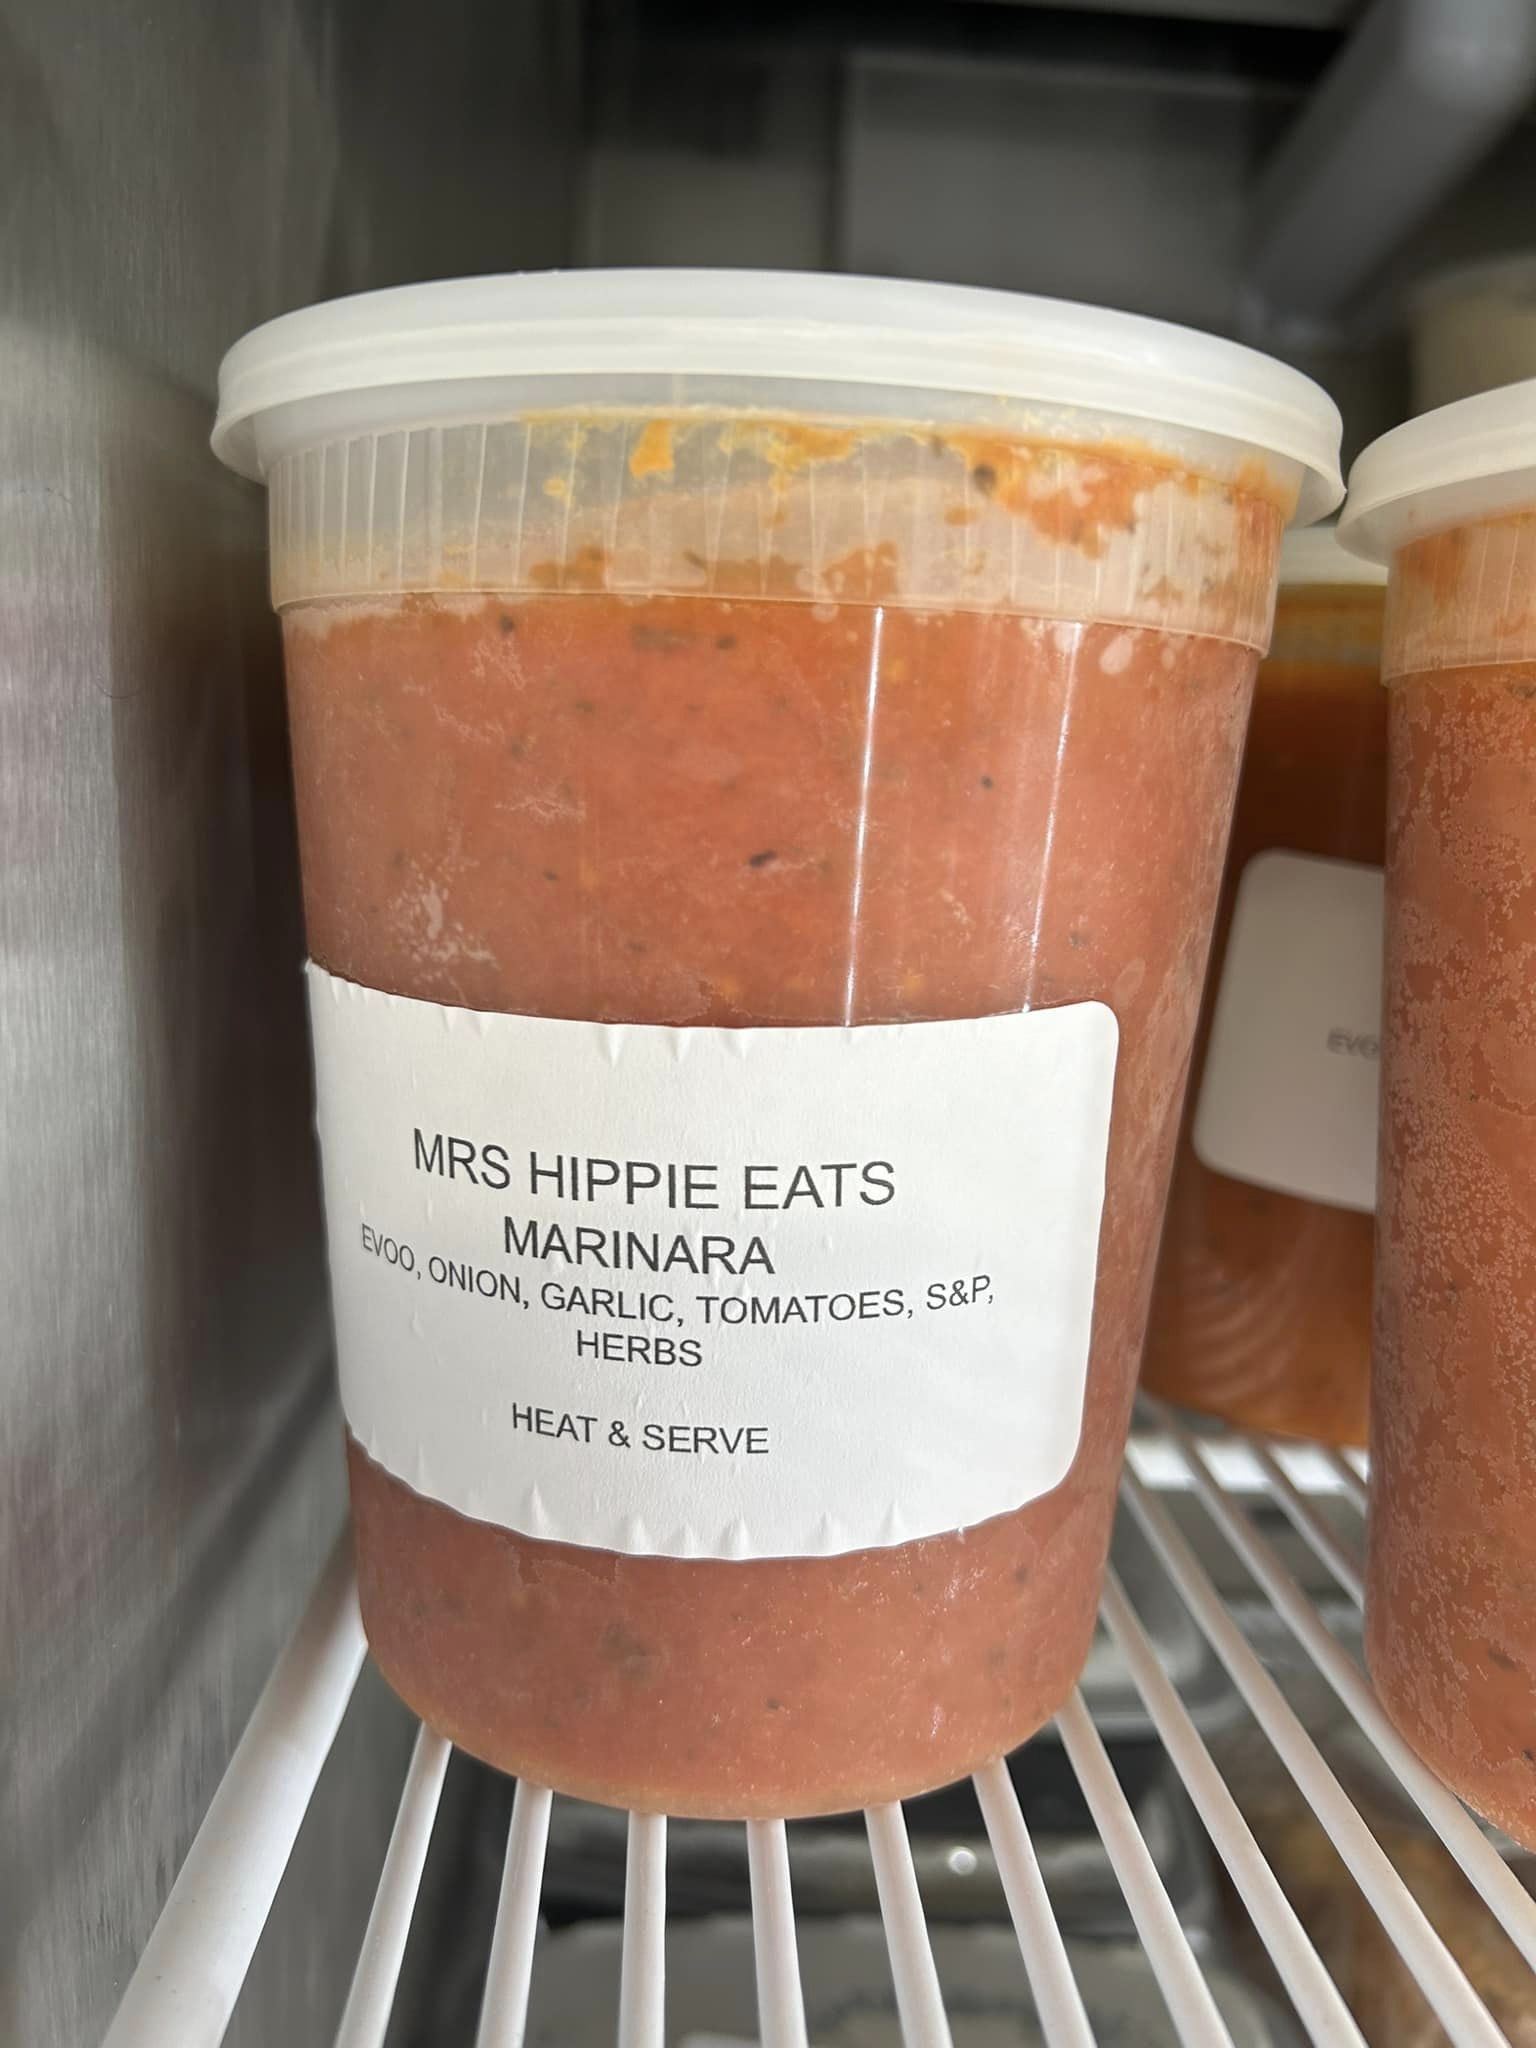 MRS HIPPIE EATS
MARINARA
EVOO, ONION, GARLIC, TOMATOES, S&P,
HERBS
HEAT & SERVE